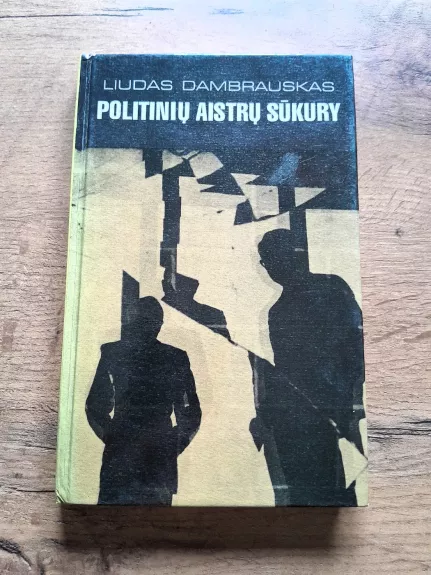 LIUDAS DAMBRAUSKAS
POLITINIŲ AISTRŲ SŪKURY